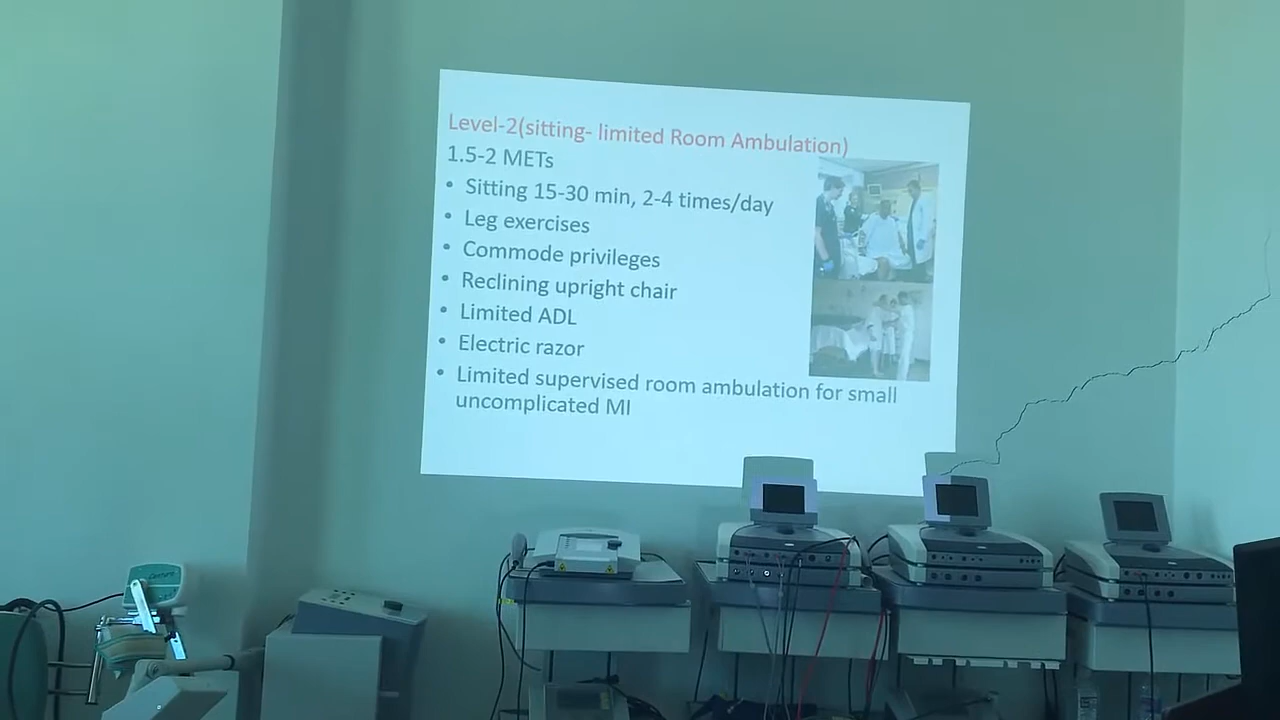 Level-2(sitting- limited Room Ambulation)
1.5-2 METs
• Sitting 15-30 min, 2-4 times/day
• Leg exercises
• Commode privileges
• Reclining upright chair
• Limited ADL
• Electric razor
• Limited supervised room ambulation for small
uncomplicated MI